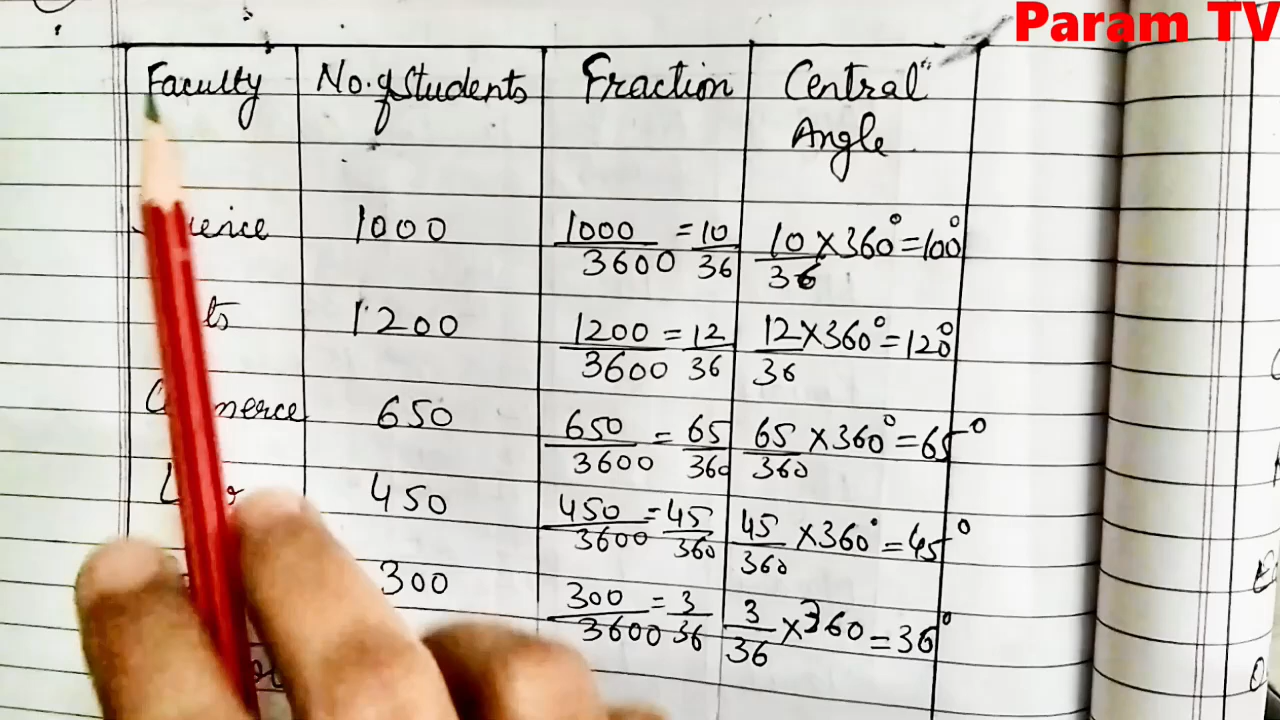 Param TV
Faculty No. of Students Fraction Central Angle
1000 1000/3600 = 10/36 10/36 ×360° = 100°
1200 1200/3600 = 12/36 12/36 ×360° = 120°
650 650/3600 = 65/360 65/360 ×360° = 65°
450 450/3600 = 45/360 45/360 ×360° = 45°
300 300/3600 = 3/36 3/36 ×360 = 36°